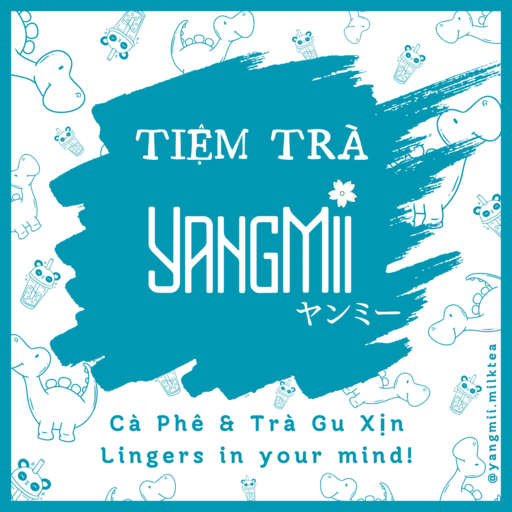 TIỆM TRÀ
YANGMII
ヤンミー
Cà Phê & Trà Gu Xịn
Lingers in your mind!
@yangmii.milktea